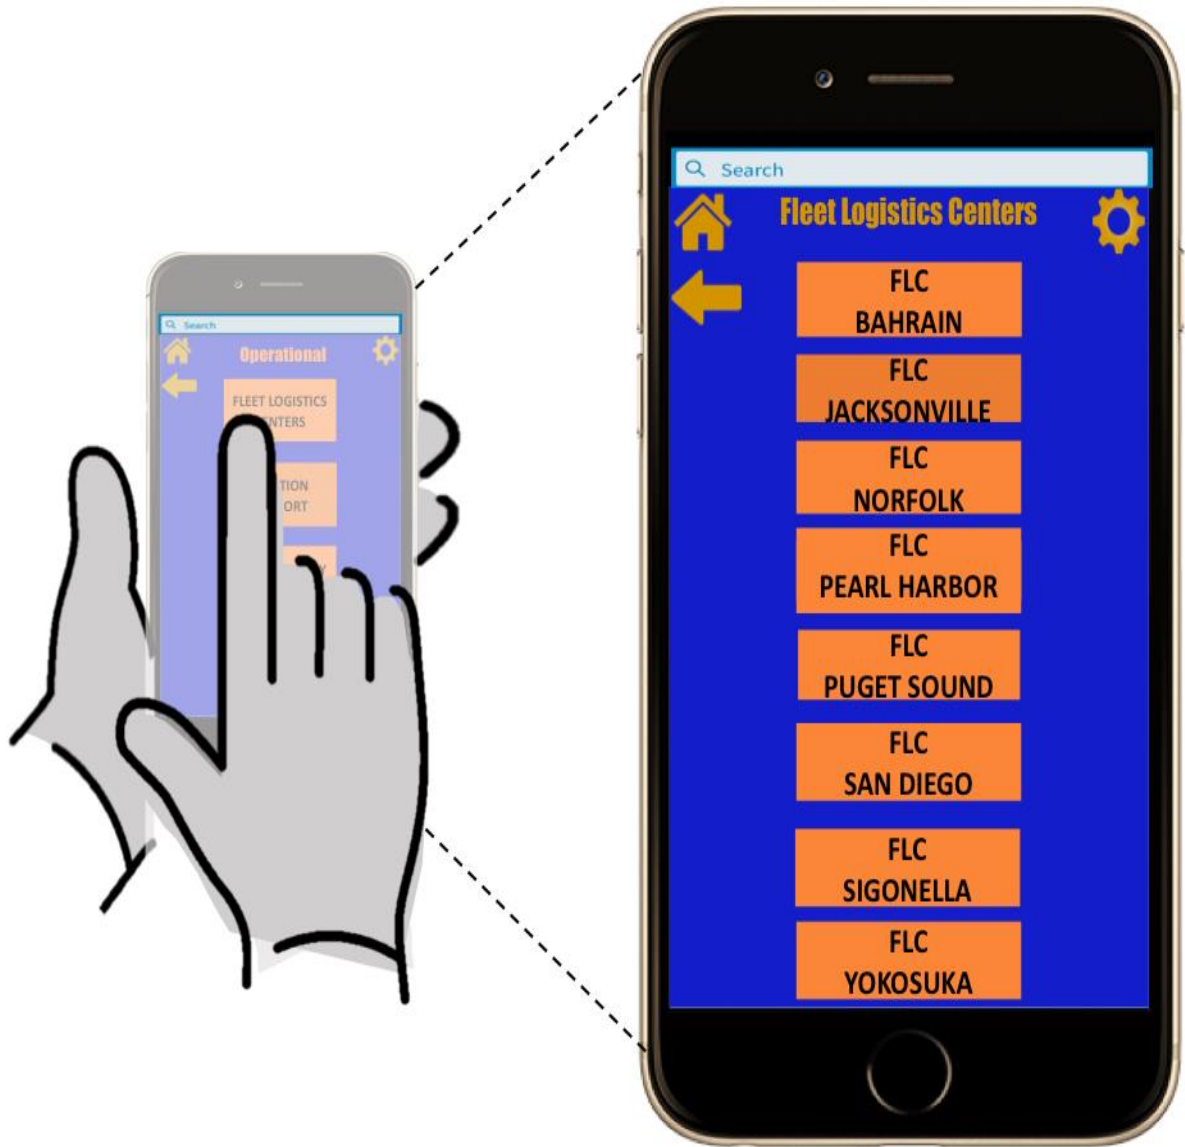 Search
Operational
FLEET LOGISTICS
Search
Fleet Logistics Centers
FLC
BAHRAIN
FLC
JACKSONVILLE
FLC
NORFOLK
FLC
PEARL HARBOR
FLC
PUGET SOUND
FLC
SAN DIEGO
FLC
SIGONELLA
FLC
YOKOSUKA